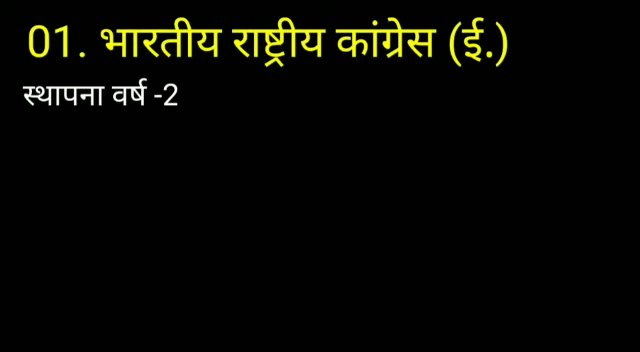 01. भारतीय राष्ट्रीय कांग्रेस (ई.)
स्थापना वर्ष -2